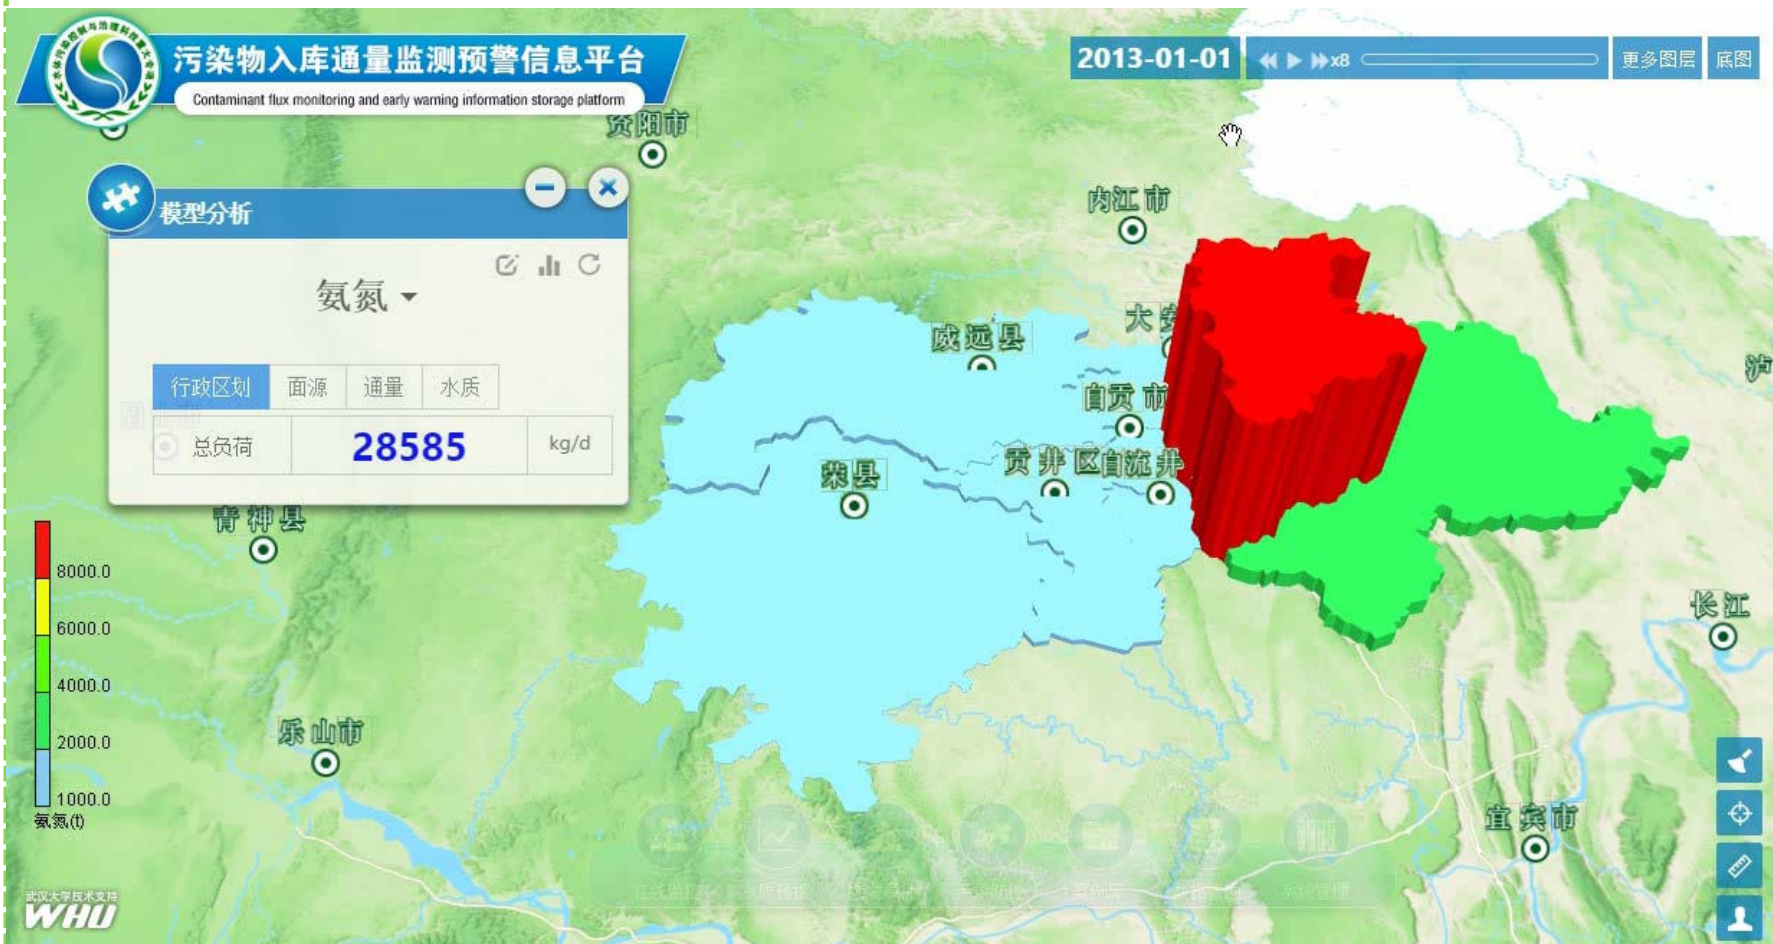 污染物入库通量监测预警信息平台
Contaminant flux monitoring and early warning information storage platform
2013-01-01
x8
更多图层
底图
资阳市
内江市
模型分析
氨氮
行政区划
面源
通量
水质
总负荷
28585
kg/d
威远县
大安
自贡市
泸
荣县
贡井区
自流井
青神县
8000.0
6000.0
4000.0
2000.0
1000.0
氨氮(t)
长江
乐山市
宜宾市
武汉大学技术支持
WHU